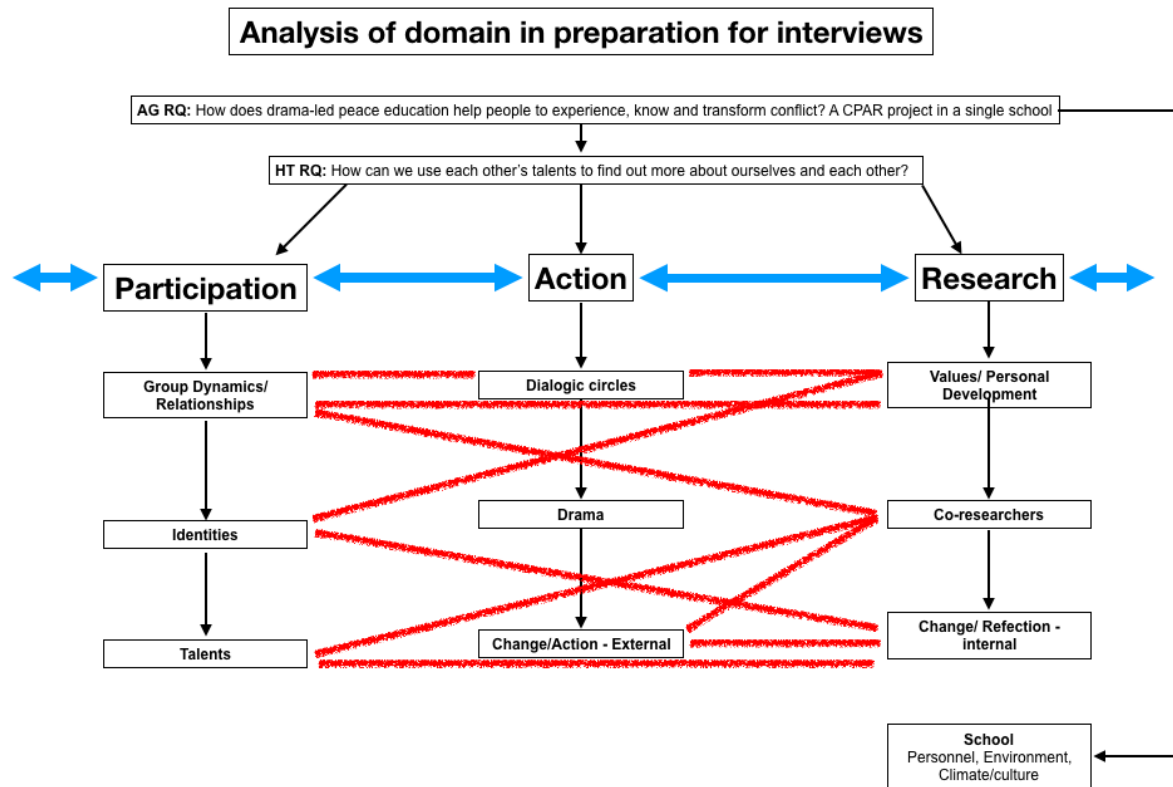 Analysis of domain in preparation for interviews
AG RQ: How does drama-led peace education help people to experience, know and transform conflict? A CPAR project in a single school
HT RQ: How can we use each other's talents to find out more about ourselves and each other?
Participation
Action
Research
Group Dynamics/
Relationships
Dialogic circles
Values/ Personal
Development
Identities
Drama
Co-researchers
Talents
Change/Action - External
Change/ Refection -
internal
School
Personnel, Environment,
Climate/culture